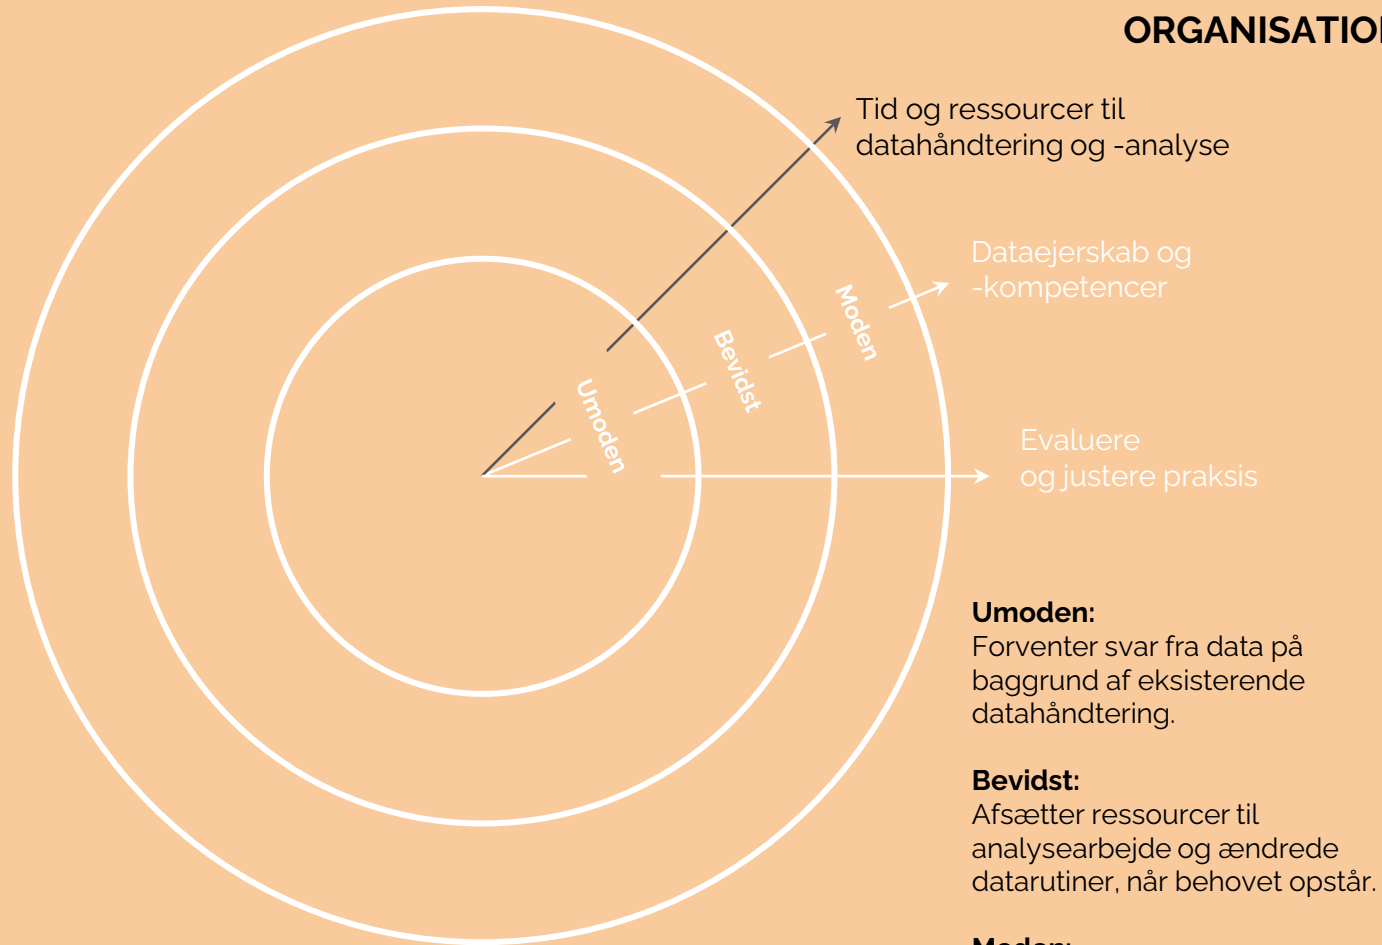 ORGANISATION
Tid og ressourcer til
datahåndtering og -analyse
Dataejerskab og
-kompetencer
Moden
Bevidst
Umoden
Evaluere
og justere praksis
Umoden:
Forventer svar fra data på
baggrund af eksisterende
datahåndtering.
Bevidst:
Afsætter ressourcer til
analysearbejde og ændrede
datarutiner, når behovet opstår.
Moden: